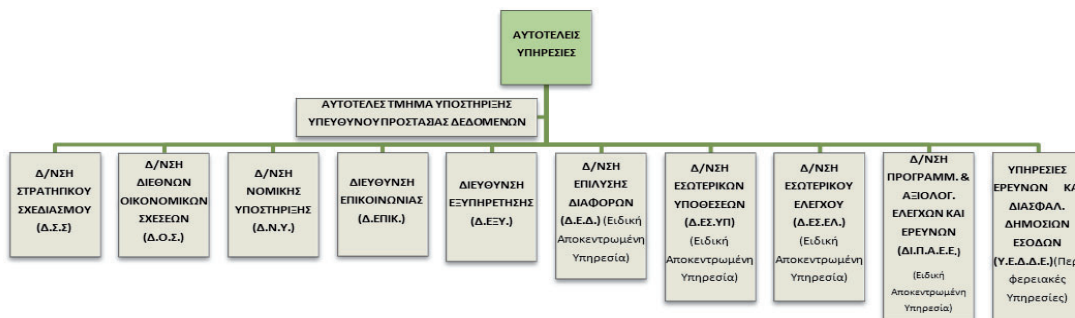 ΑΥΤΟΤΕΛΕΙΣ
ΥΠΗΡΕΣΙΕΣ
ΑΥΤΟΤΕΛΕΣ ΤΜΗΜΑ ΥΠΟΣΤΗΡΙΞΗΣ
ΥΠΕΥΘΥΝΟΥ ΠΡΟΣΤΑΣΙΑΣ ΔΕΔΟΜΕΝΩΝ
Δ/ΝΣΗ
ΣΤΡΑΤΗΓΙΚΟΥ
ΣΧΕΔΙΑΣΜΟΥ
(Δ.Σ.Σ)
Δ/ΝΣΗ
ΔΙΕΘΝΩΝ
ΟΙΚΟΝΟΜΙΚΩΝ
ΣΧΕΣΕΩΝ
(Δ.Ο.Σ.)
Δ/ΝΣΗ
ΝΟΜΙΚΗΣ
ΥΠΟΣΤΗΡΙΞΗΣ
(Δ.Ν.Υ.)
ΔΙΕΥΘΥΝΣΗ
ΕΠΙΚΟΙΝΩΝΙΑΣ
(Δ.ΕΠΙΚ.)
ΔΙΕΥΘΥΝΣΗ
ΕΞΥΠΗΡΕΤΗΣΗΣ
(Δ.ΕΞΥ.)
Δ/ΝΣΗ
ΕΠΙΛΥΣΗΣ
ΔΙΑΦΟΡΩΝ
(Δ.Ε.Δ.) (Ειδική
Αποκεντρωμένη
Υπηρεσία)
Δ/ΝΣΗ
ΕΣΩΤΕΡΙΚΩΝ
ΥΠΟΘΕΣΕΩΝ
(Δ.ΕΣ.ΥΠ)
(Ειδική
Αποκεντρωμένη
Υπηρεσία)
Δ/ΝΣΗ
ΕΣΩΤΕΡΙΚΟΥ
ΕΛΕΓΧΟΥ
(Δ.ΕΣ.ΕΛ.)
(Ειδική
Αποκεντρωμένη
Υπηρεσία)
Δ/ΝΣΗ
ΠΡΟΓΡΑΜΜ. &
ΑΞΙΟΛΟΓ.
ΕΛΕΓΧΩΝ ΚΑΙ
ΕΡΕΥΝΩΝ
(ΔΙ.Π.Α.Ε.Ε.)
(Ειδική
Αποκεντρωμένη
Υπηρεσία)
ΥΠΗΡΕΣΙΕΣ
ΕΡΕΥΝΩΝ ΚΑ
ΔΙΑΣΦΑΛ.
ΔΗΜΟΣΙΩΝ
ΕΣΟΔΩΝ
(Υ.Ε.Δ.Δ.Ε.)(Περ
φερειακές
Υπηρεσίες)